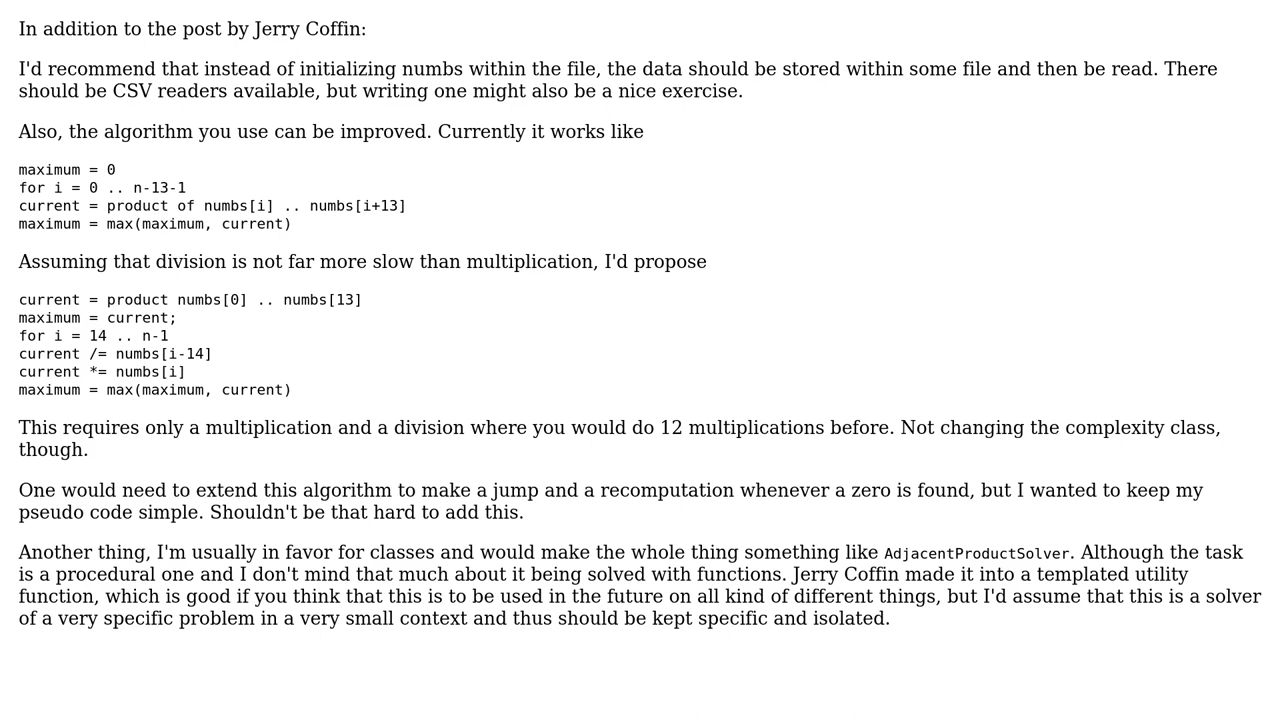 In addition to the post by Jerry Coffin:
I'd recommend that instead of initializing numbs within the file, the data should be stored within some file and then be read. There
should be CSV readers available, but writing one might also be a nice exercise.
Also, the algorithm you use can be improved. Currently it works like
maximum = 0
for i = 0 .. n-13-1
current = product of numbs[i] .. numbs[i+13]
maximum = max(maximum, current)
Assuming that division is not far more slow than multiplication, I'd propose
current = product numbs[0] .. numbs[13]
maximum = current;
for i = 14 .. n-1
current /= numbs[i-14]
current *= numbs[i]
maximum = max(maximum, current)
This requires only a multiplication and a division where you would do 12 multiplications before. Not changing the complexity class,
though.
One would need to extend this algorithm to make a jump and a recomputation whenever a zero is found, but I wanted to keep my
pseudo code simple. Shouldn't be that hard to add this.
Another thing, I'm usually in favor for classes and would make the whole thing something like AdjacentProductSolver. Although the task
is a procedural one and I don't mind that much about it being solved with functions. Jerry Coffin made it into a templated utility
function, which is good if you think that this is to be used in the future on all kind of different things, but I'd assume that this is a solver
of a very specific problem in a very small context and thus should be kept specific and isolated.